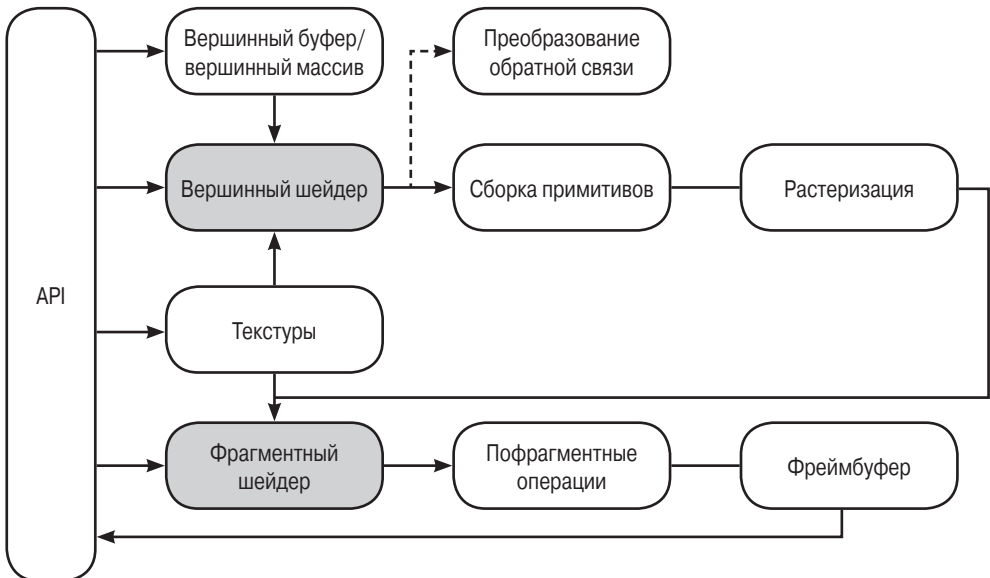 Вершинный буфер/
вершинный массив
Преобразование
обратной связи
Вершинный шейдер
Сборка примитивов
Растеризация
API
Текстуры
Фрагментный
шейдер
Пофрагментные
операции
Фреймбуфер